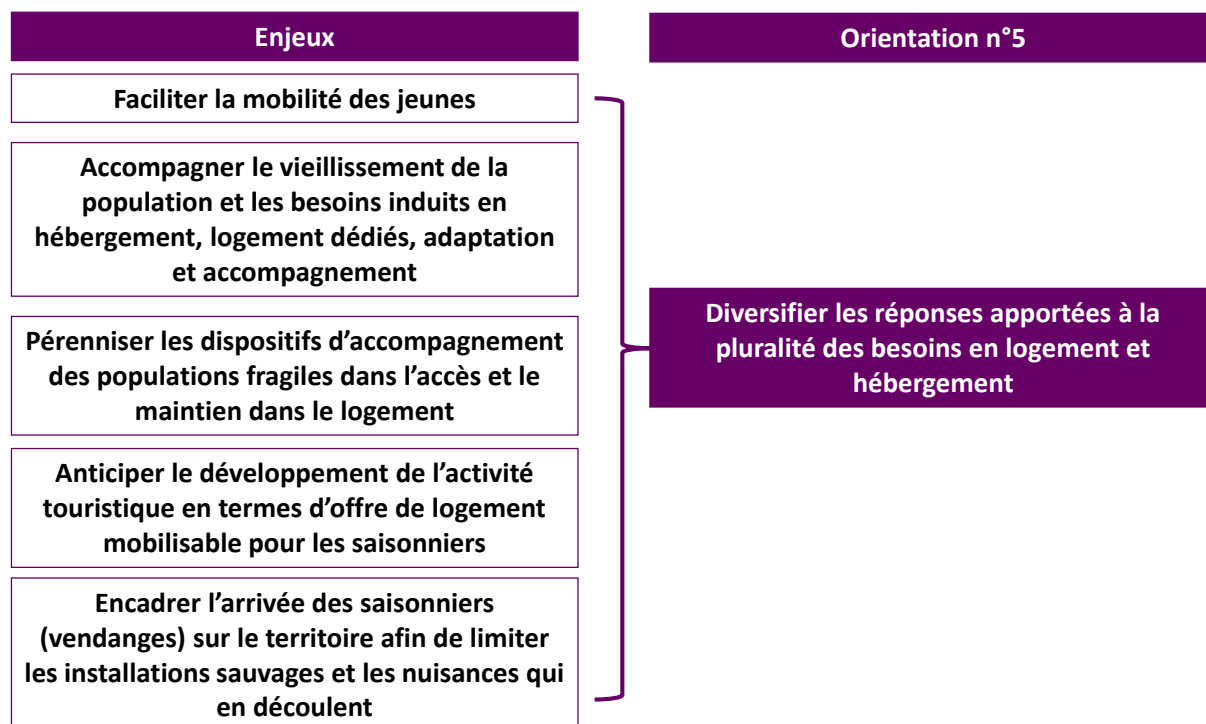 Enjeux
Faciliter la mobilité des jeunes
Accompagner le vieillissement de la
population et les besoins induits en
hébergement, logement dédiés, adaptation
et accompagnement
Pérenniser les dispositifs d’accompagnement
des populations fragiles dans l’accès et le
maintien dans le logement
Anticiper le développement de l’activité
touristique en termes d’offre de logement
mobilisable pour les saisonniers
Encadrer l’arrivée des saisonniers
(vendanges) sur le territoire afin de limiter
les installations sauvages et les nuisances qui
en découlent
Orientation n°5
Diversifier les réponses apportées à la
pluralité des besoins en logement et
hébergement